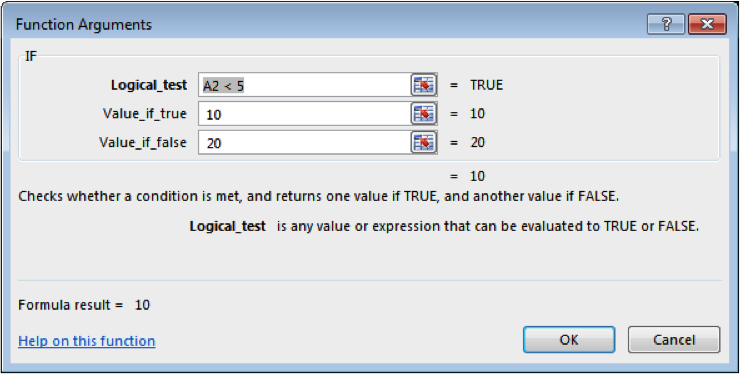 Function Arguments
?
IF
Logical_test A2 < 5 = TRUE
Value_if_true 10 = 10
Value_if_false 20 = 20
= 10
Checks whether a condition is met, and returns one value if TRUE, and another value if FALSE.
Logical_test is any value or expression that can be evaluated to TRUE or FALSE.
Formula result = 10
Help on this function
OK
Cancel